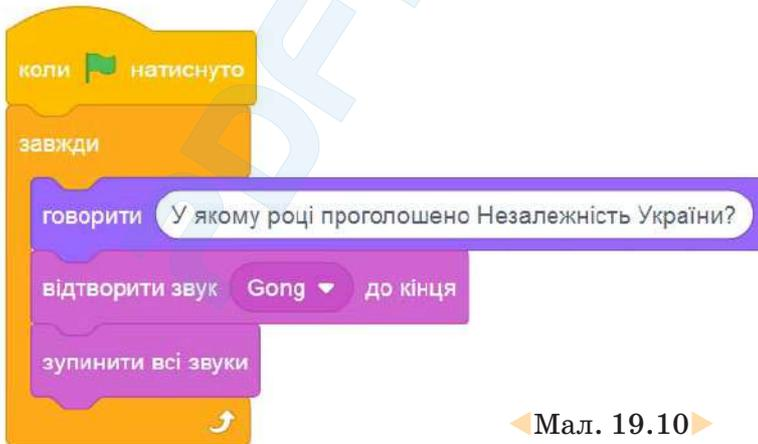 коли натиснуто
завжди
говорити У якому році проголошено Незалежність України?
відтворити звук Gong до кінця
зупинити всі звуки
Мал. 19.10